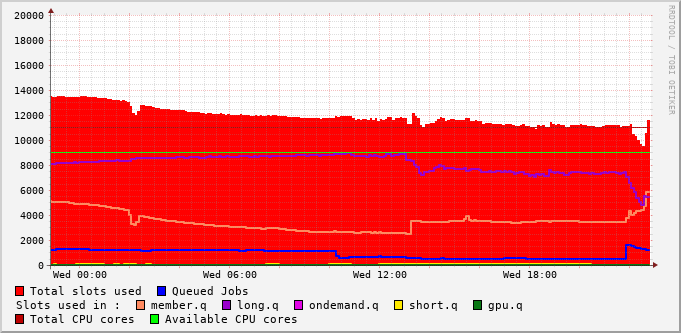 20000
18000
16000
14000
12000
10000
8000
6000
4000
2000
0
Wed 00:00 Wed 06:00 Wed 12:00 Wed 18:00
RRDTOOL / TOBI OETIKER
Total slots used Queued Jobs
Slots used in : member.q long.q ondemand.q short.q gpu.q
Total CPU cores Available CPU cores